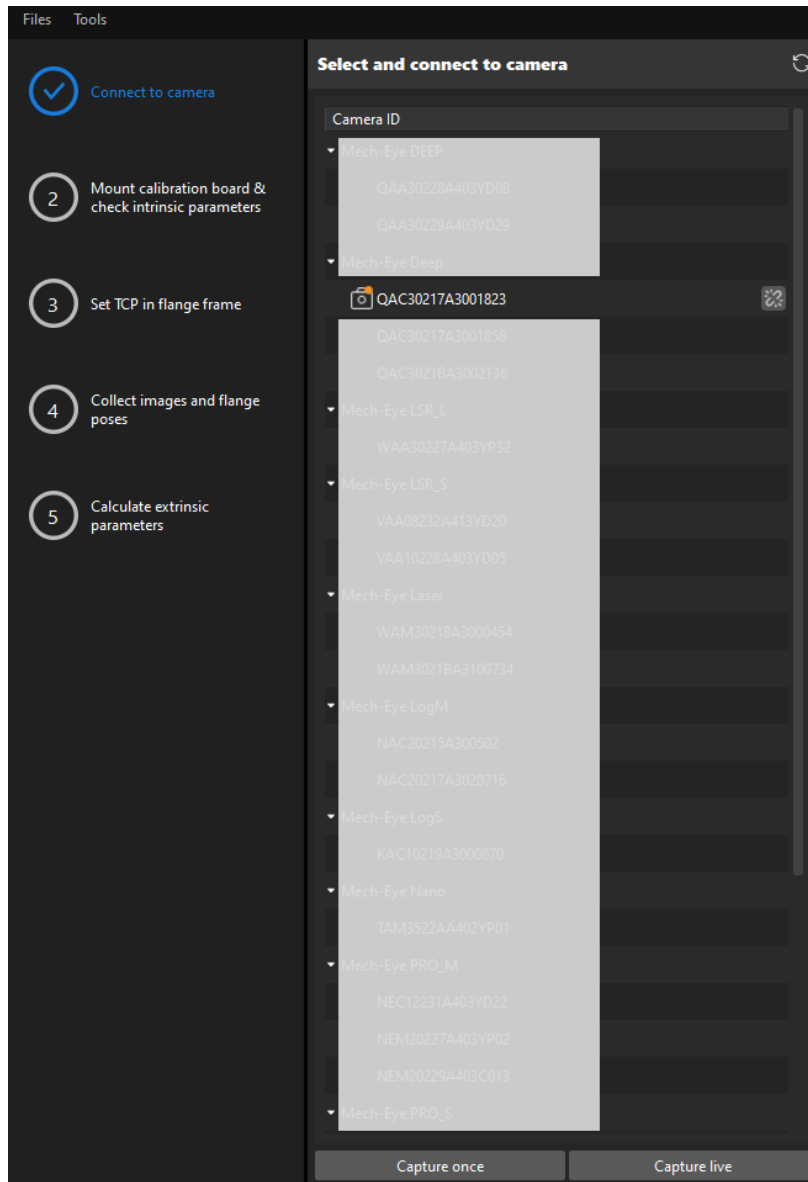 Files Tools
Connect to camera
2
Mount calibration board &
check intrinsic parameters
3
Set TCP in flange frame
4
Collect images and flange
poses
5
Calculate extrinsic
parameters
Select and connect to camera
Camera ID
Mech-Eye DEEP
QAA30228A403YD08
QAA30229A403YD29
Mech-Eye Deep
QAC30217A3001823
QAC30217A3001858
QAC3021BA3002136
Mech-Eye LSR_L
WAA30227A403YP32
Mech-Eye LSR_S
VAA08232A413YD20
VAA10228A403YD05
Mech-Eye Laser
WAM30218A3000454
WAM3021BA3100734
Mech-Eye LogM
NAC20215A300502
NAC20217A3020716
Mech-Eye LogS
KAC10219A3000870
Mech-Eye Nano
TAM3522AA402YP01
Mech-Eye PRO_M
NEC12231A403YD22
NEM20227A403YP02
NEM20229A403C013
Mech-Eye PRO_S
Capture once
Capture live